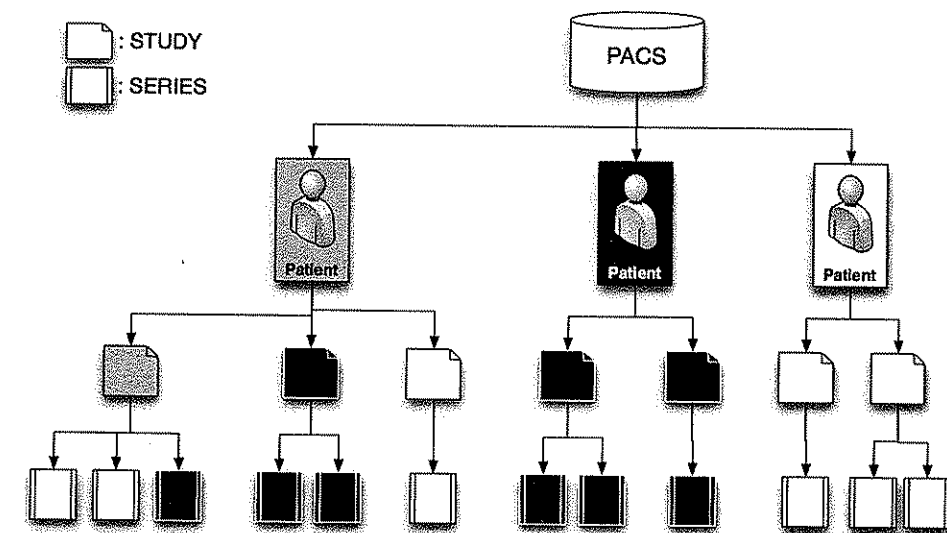 : STUDY
: SERIES
PACS
Patient
Patient
Patient